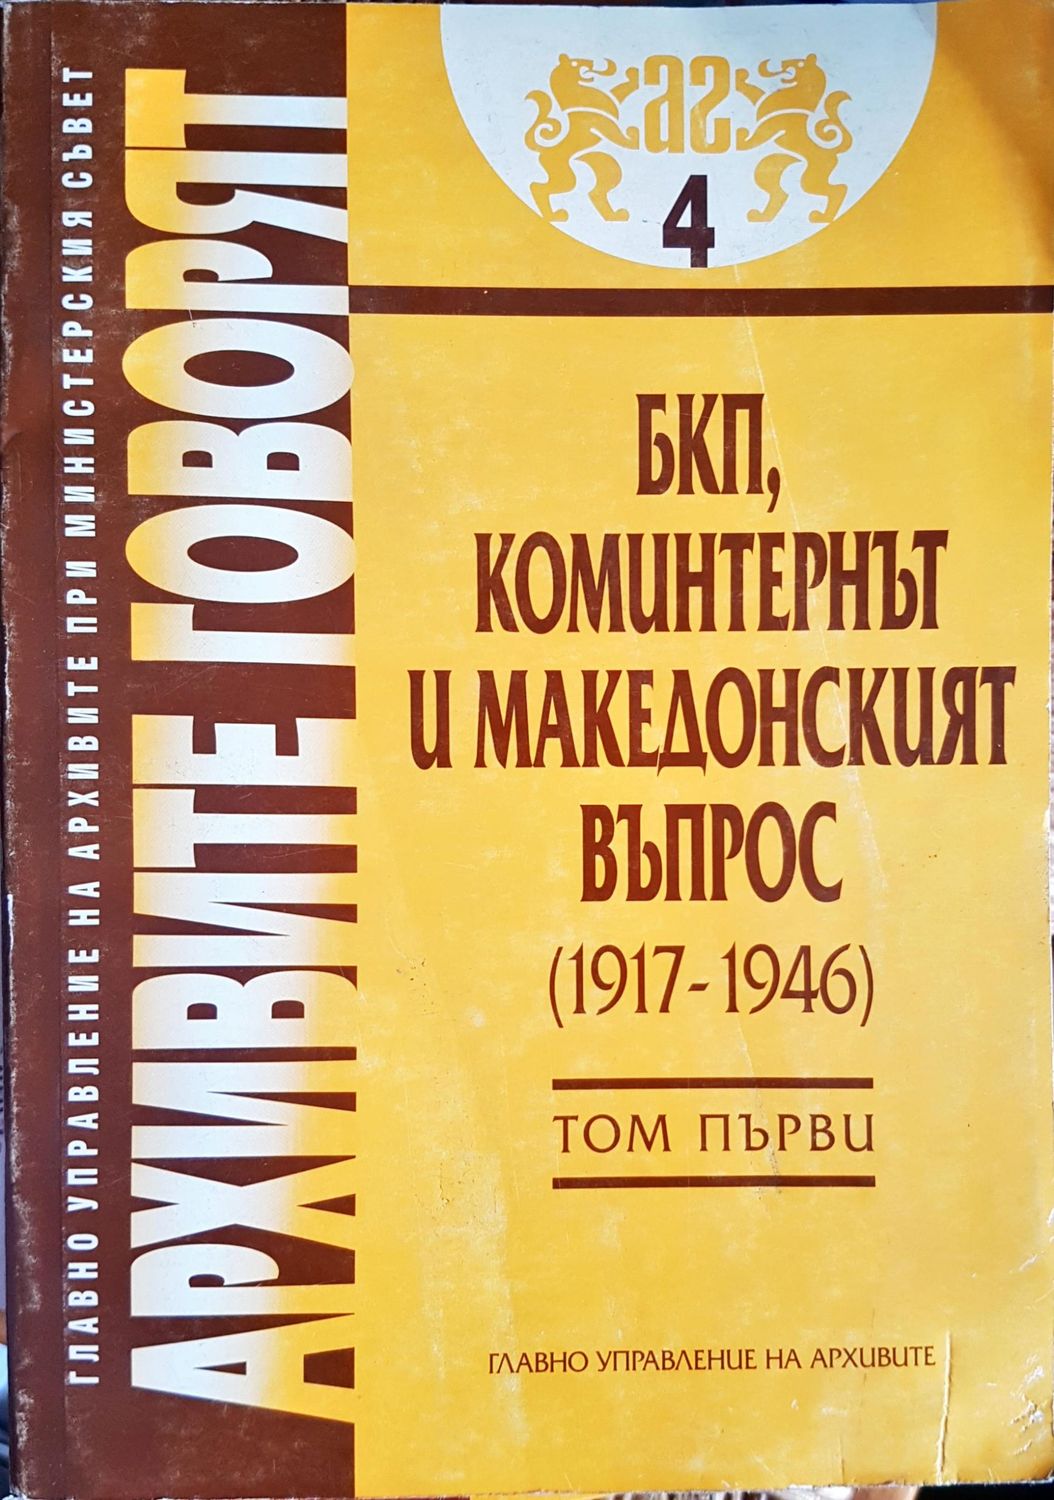 ГЛАВНО УПРАВЛЕНИЕ НА АРХИВИТЕ ПРИ МИНИСТЕРСКИЯ СЪВЕТ
АРХИВИТЕ ГОВОРЯТ
аг
4
БКП,
КОМИНТЕРНЪТ
И МАКЕДОНСКИЯТ
ВЪПРОС
(1917-1946)
ТОМ ПЪРВИ
ГЛАВНО УПРАВЛЕНИЕ НА АРХИВИТЕ